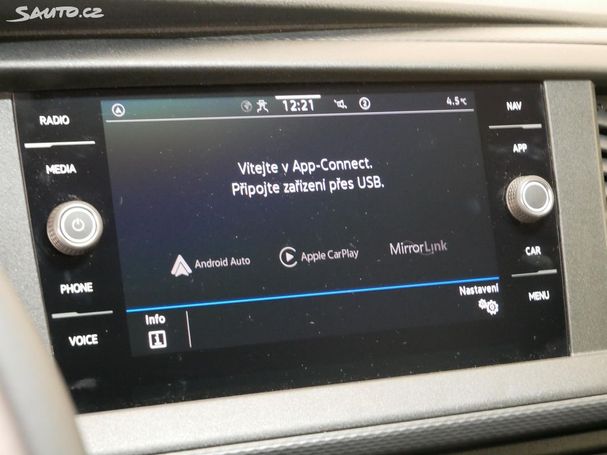 SAUTO.CZ
RADIO
MEDIA
PHONE
VOICE
12:21
2
4.5°C
Vítejte v App-Connect.
Připojte zařízení přes USB.
Android Auto
Apple CarPlay
MirrorLink
Info
Nastavení
NAV
APP
CAR
MENU